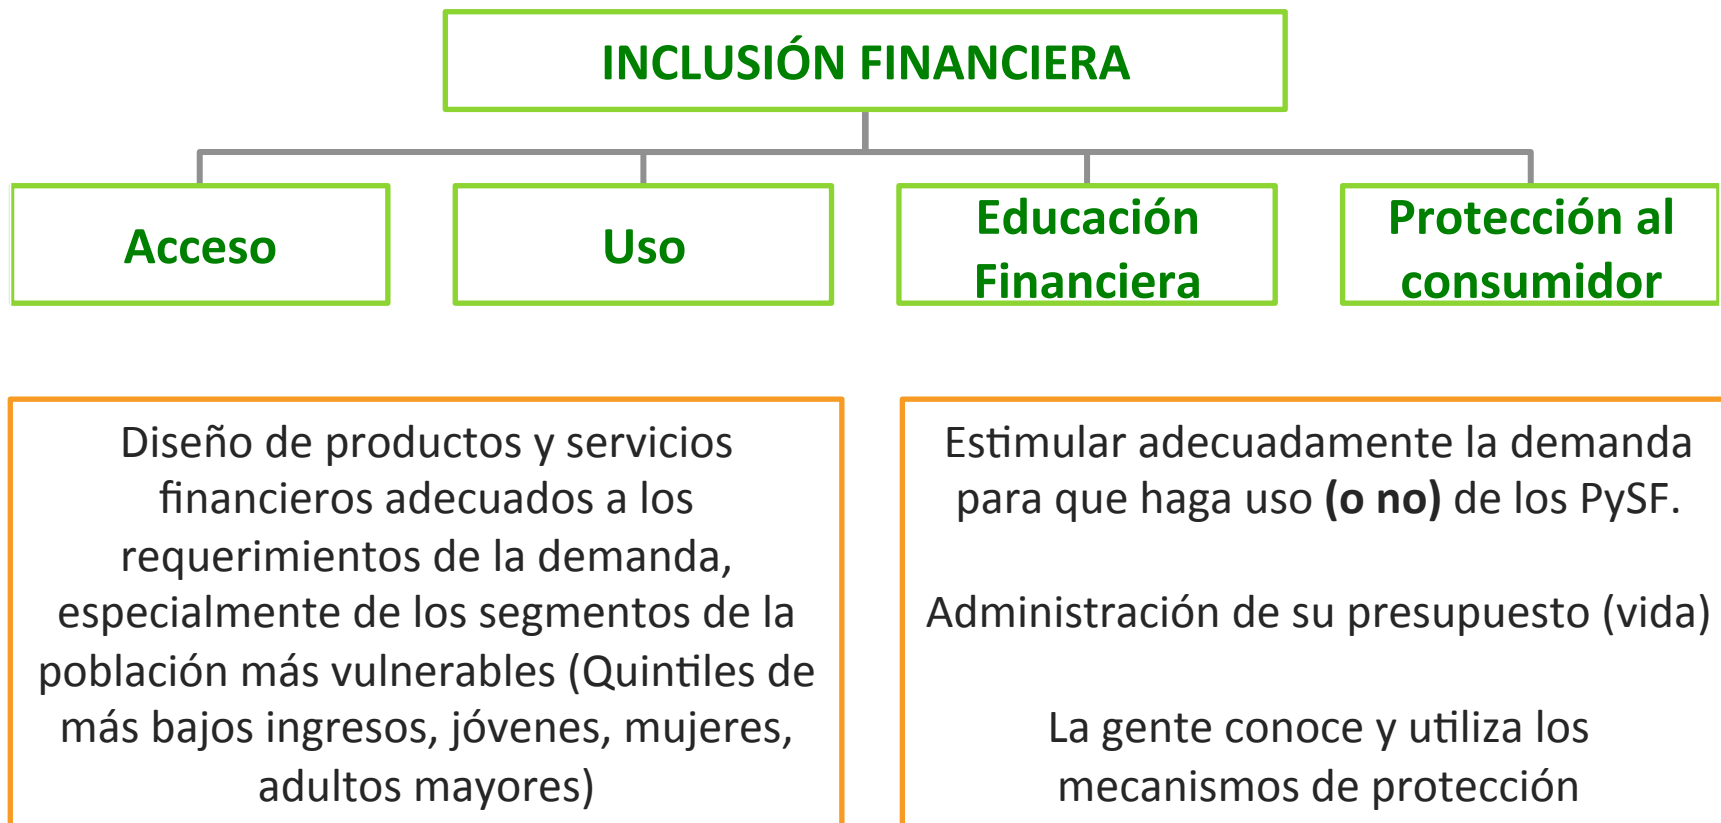 INCLUSIÓN FINANCIERA
Acceso
Uso
Educación
Financiera
Protección al
consumidor
Diseño de productos y servicios
financieros adecuados a los
requerimientos de la demanda,
especialmente de los segmentos de la
población más vulnerables (Quintiles de
más bajos ingresos, jóvenes, mujeres,
adultos mayores)
Estimular adecuadamente la demanda
para que haga uso (o no) de los PySF.
Administración de su presupuesto (vida)
La gente conoce y utiliza los
mecanismos de protección